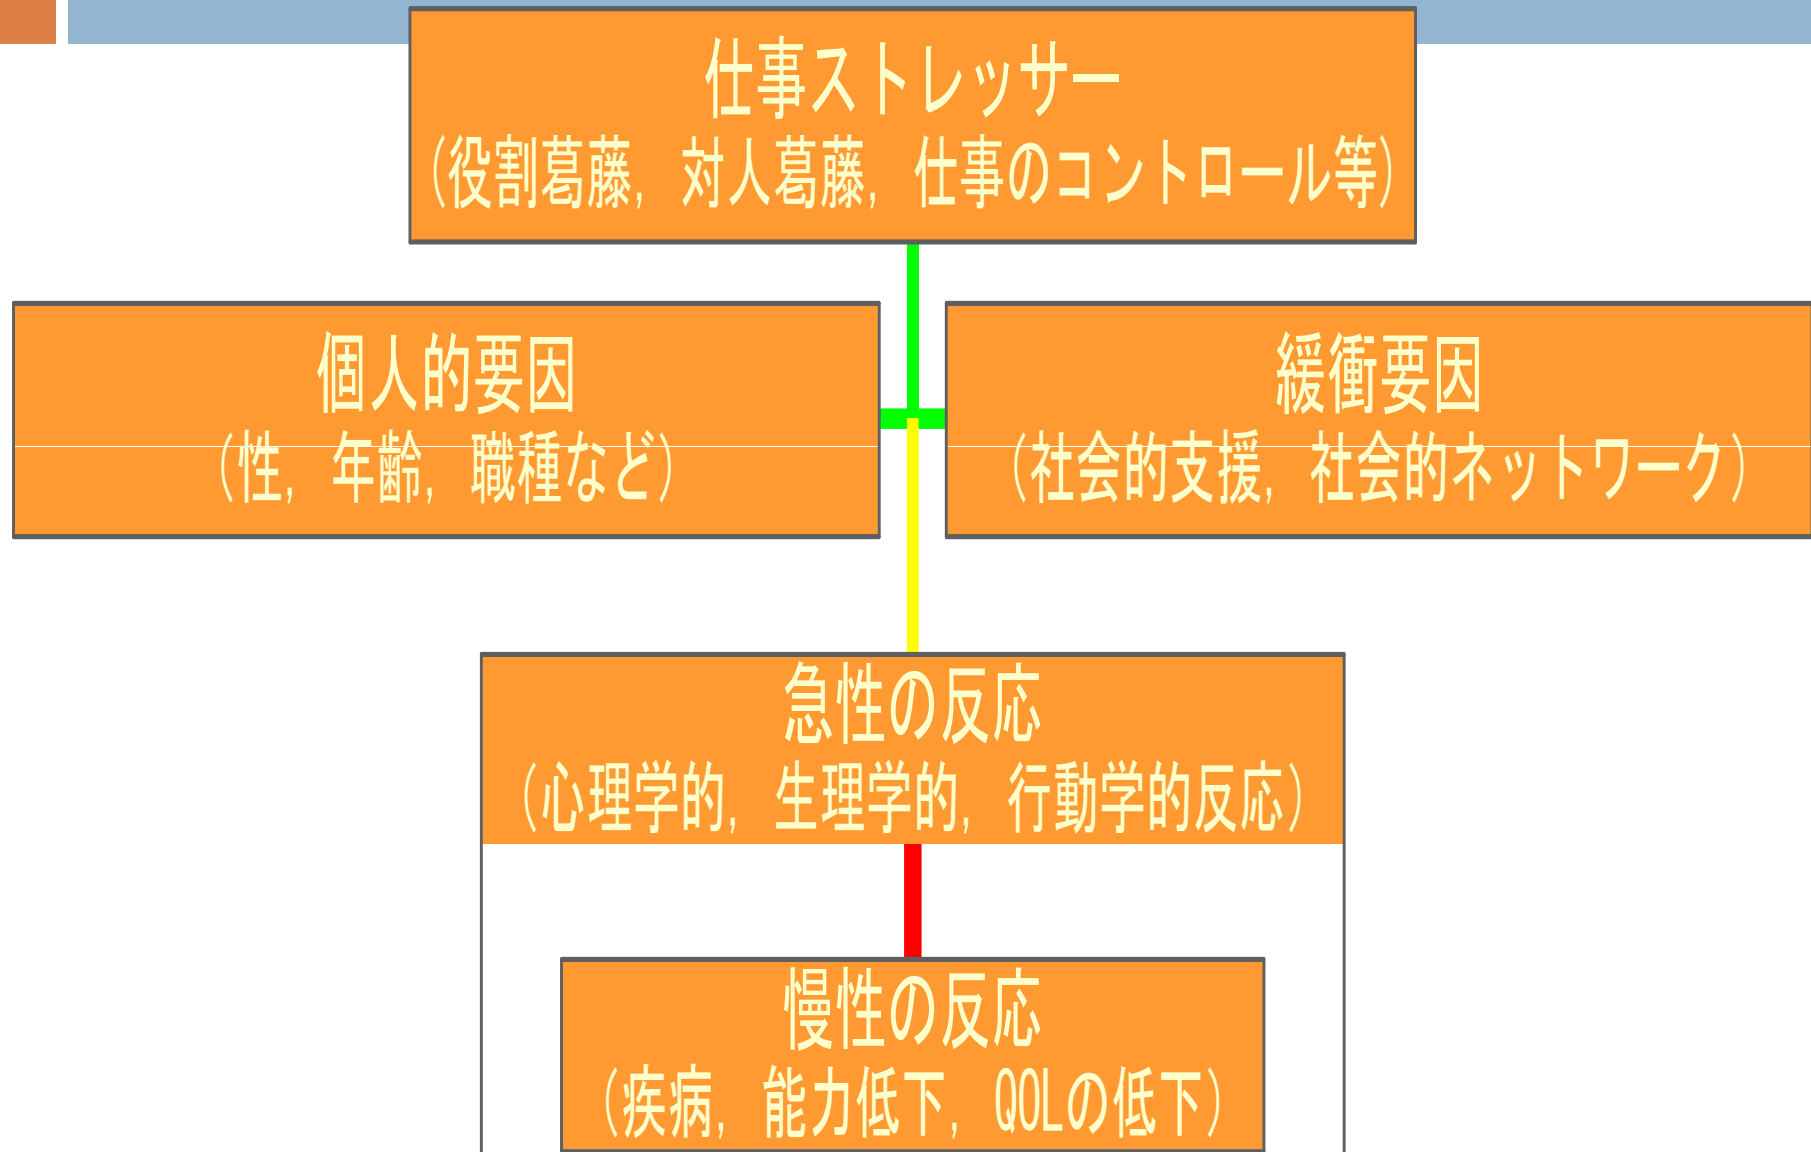 仕事ストレッサー
(役割葛藤, 対人葛藤, 仕事のコントロール等)
個人的要因
(性, 年齢, 職種など)
緩衝要因
(社会的支援, 社会的ネットワーク)
急性の反応
(心理学的, 生理学的, 行動学的反応)
慢性の反応
(疾病, 能力低下, QOLの低下)